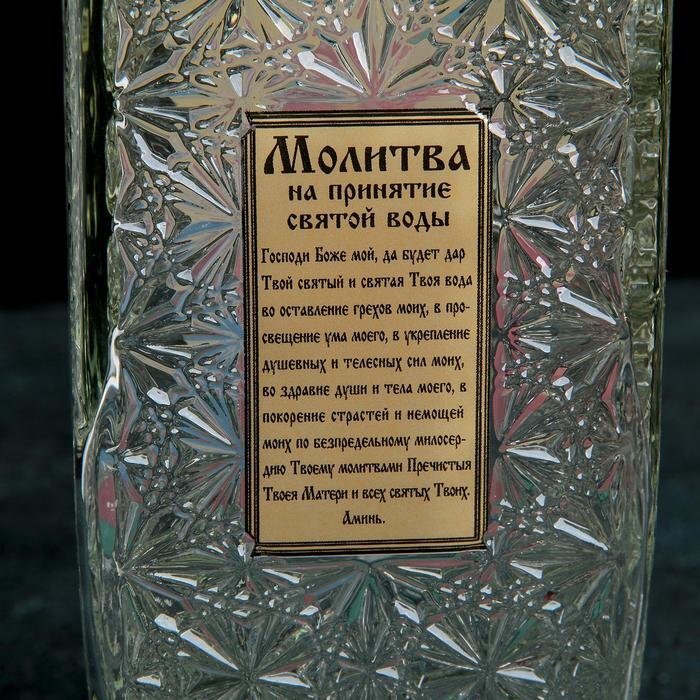 Молитва
на принятие
святой воды
Господи Боже мой, да будет дар
Твой святый и святая Твоя вода
во оставление грехов моих, в про-
свещение ума моего, в укрепление
душевных и телесных сил моих,
во здравие души и тела моего, в
покорение страстей и немощей
моих по безпредельному милосер-
дию Твоему молитвами Пречистыя
Твоея Матери и всех святых Твоих.
Аминь.